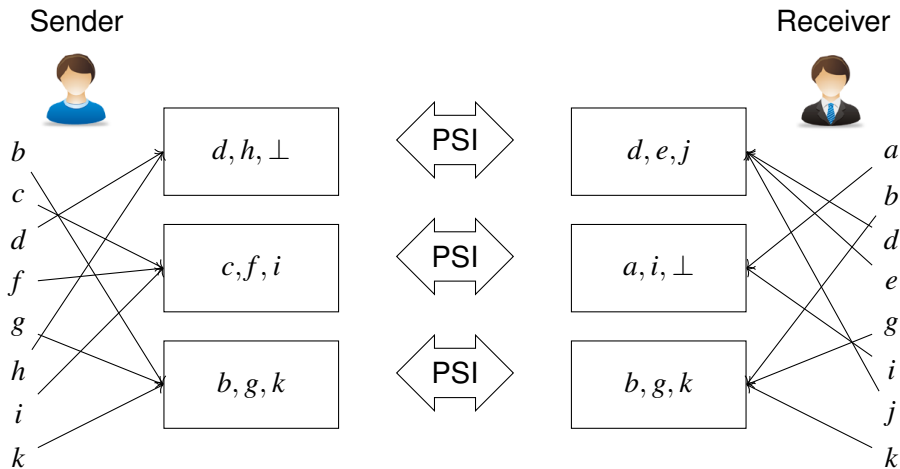 Sender
Receiver
b
c
d
f
g
h
i
k
d, h, ⊥
PSI
d, e, j
c, f, i
PSI
a, i, ⊥
b, g, k
PSI
b, g, k
a
b
d
e
g
i
j
k